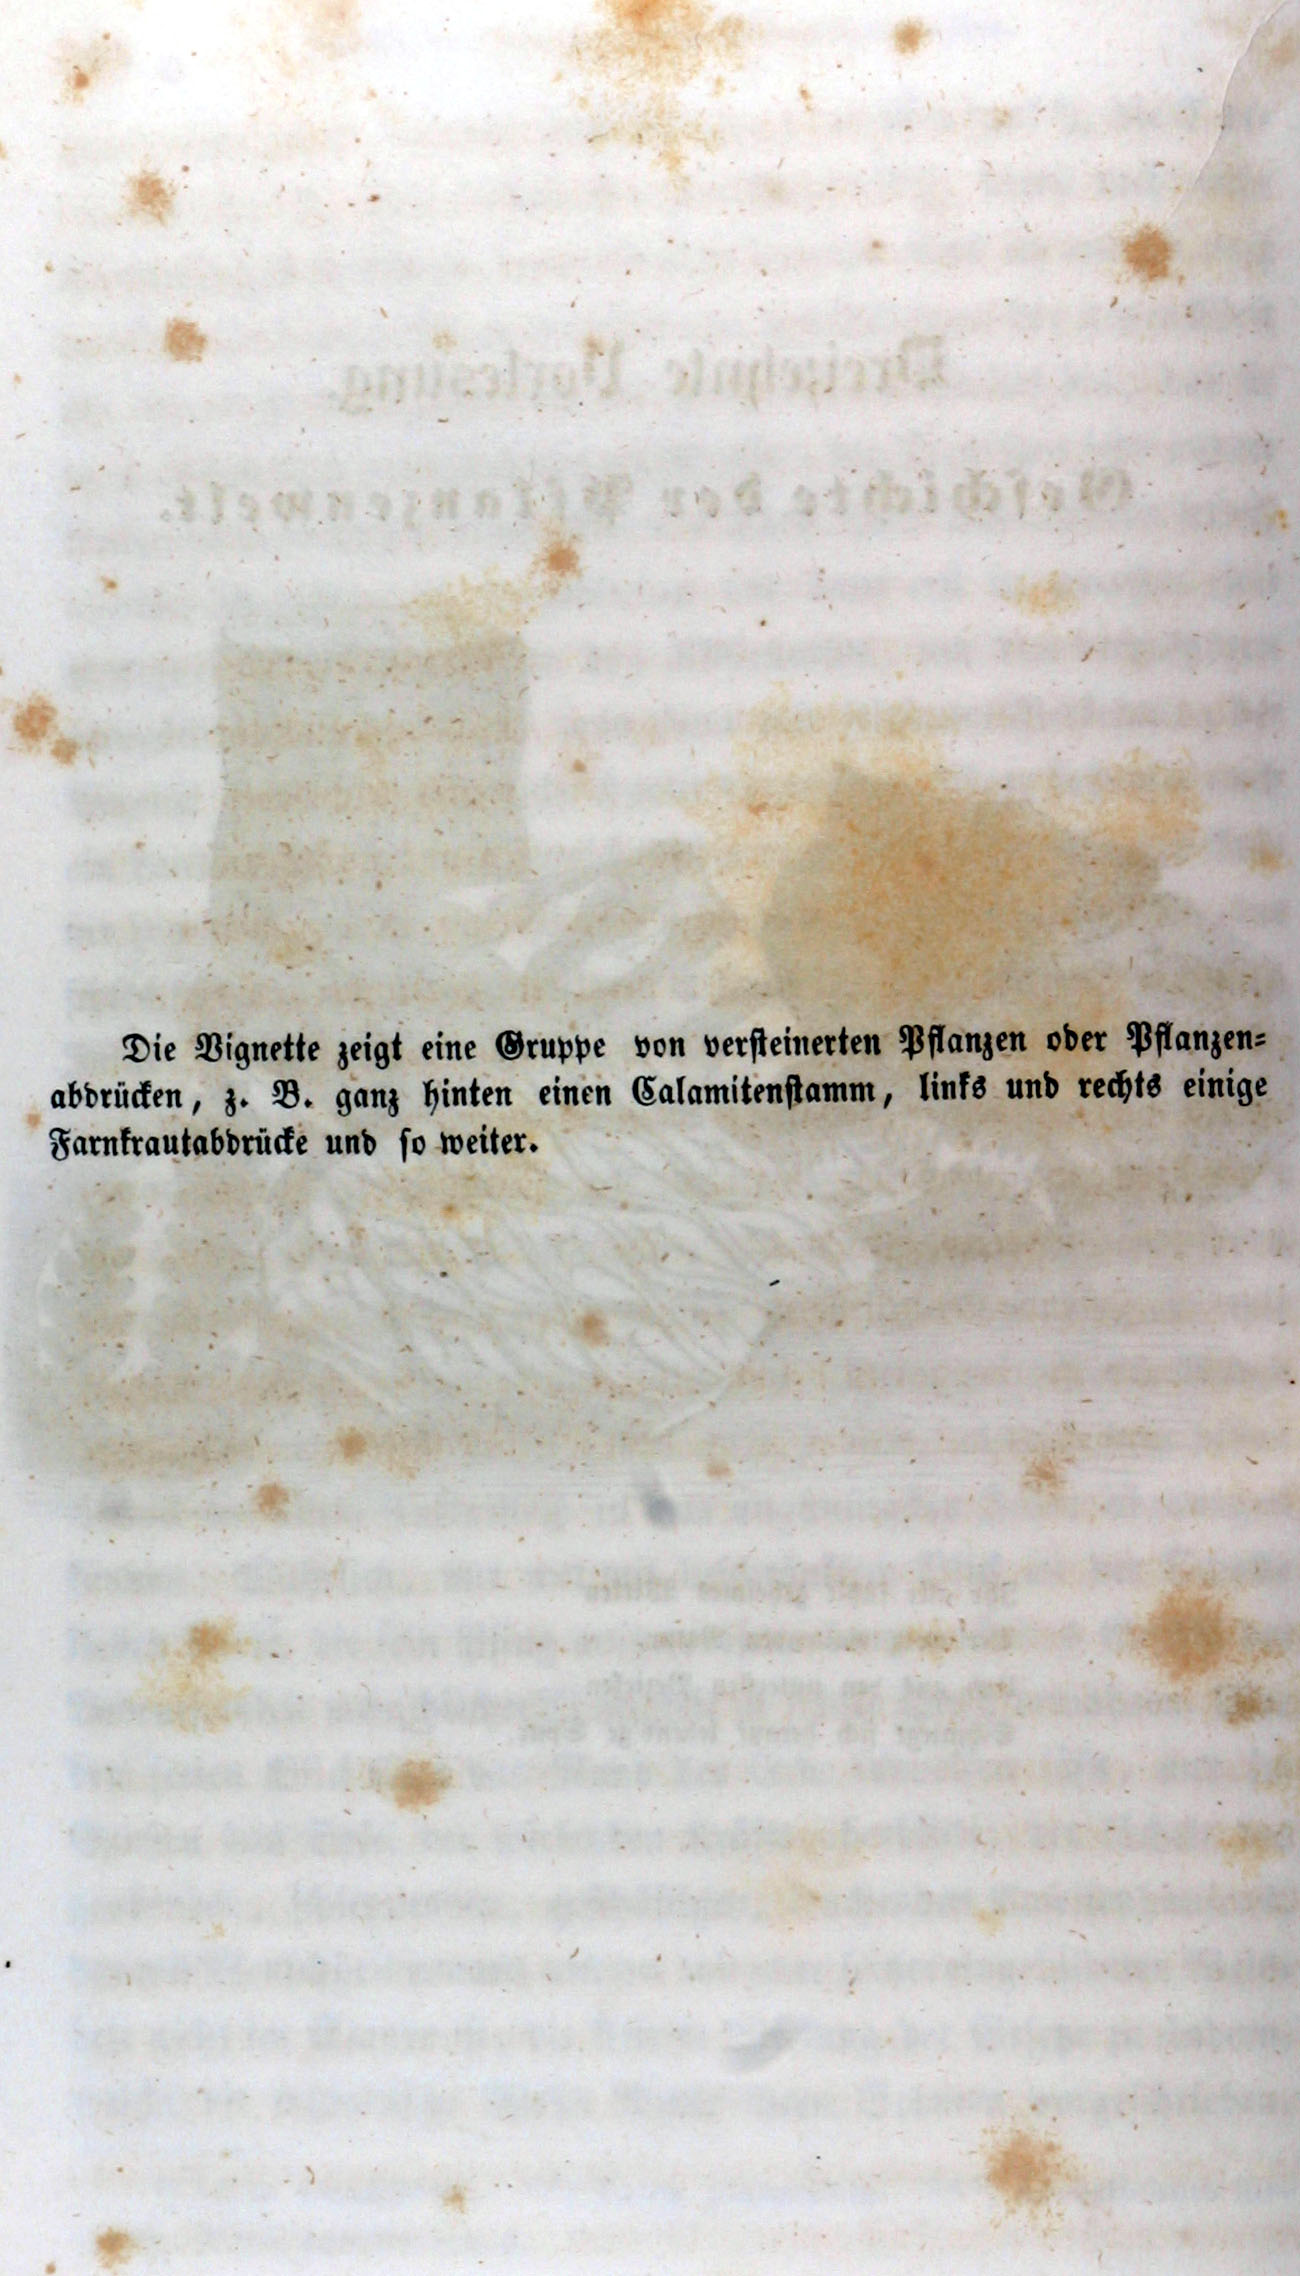 Die Vignette zeigt eine Gruppe von versteinerten Pflanzen oder Pflanzen=
abdrücken, z. B. ganz hinten einen Calamitenstamm, links und rechts einige
Farnkrautabdrücke und so weiter.